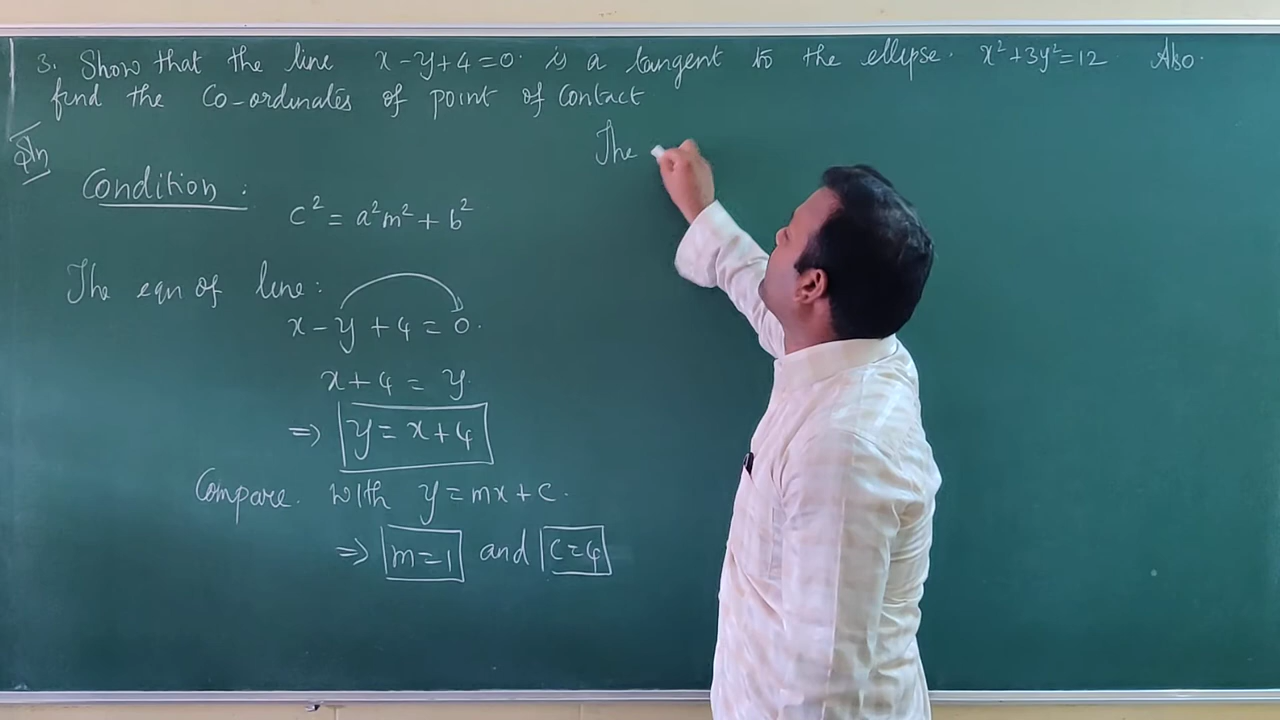 3. Show that the line x-y+4=0. is a tangent to the ellipse. x²+3y²=12 Also.
find the Co-ordinates of point of Contact
Soln
Condition :
c² = a²m² + b²
The eqn of line :
x-y+4=0.
x+4 = y.
⇒ y = x+4
Compare. with y=mx+c.
⇒ m=1 and c=4
The